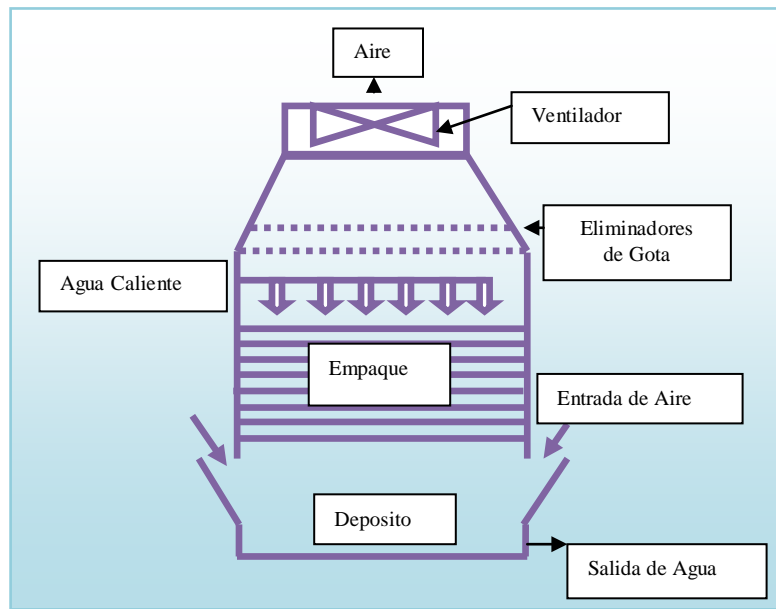 Aire
Ventilador
Eliminadores
de Gota
Agua Caliente
Empaque
Entrada de Aire
Deposito
Salida de Agua